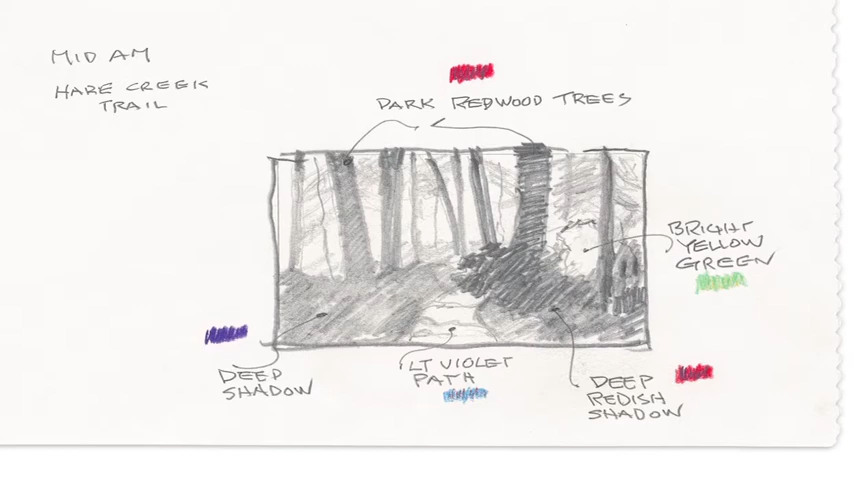 MID AM
HARE CREEK
TRAIL
DARK REDWOOD TREES
BRIGHT
YELLOW
GREEN
DEEP
SHADOW
LT VIOLET
PATH
DEEP
REDISH
SHADOW